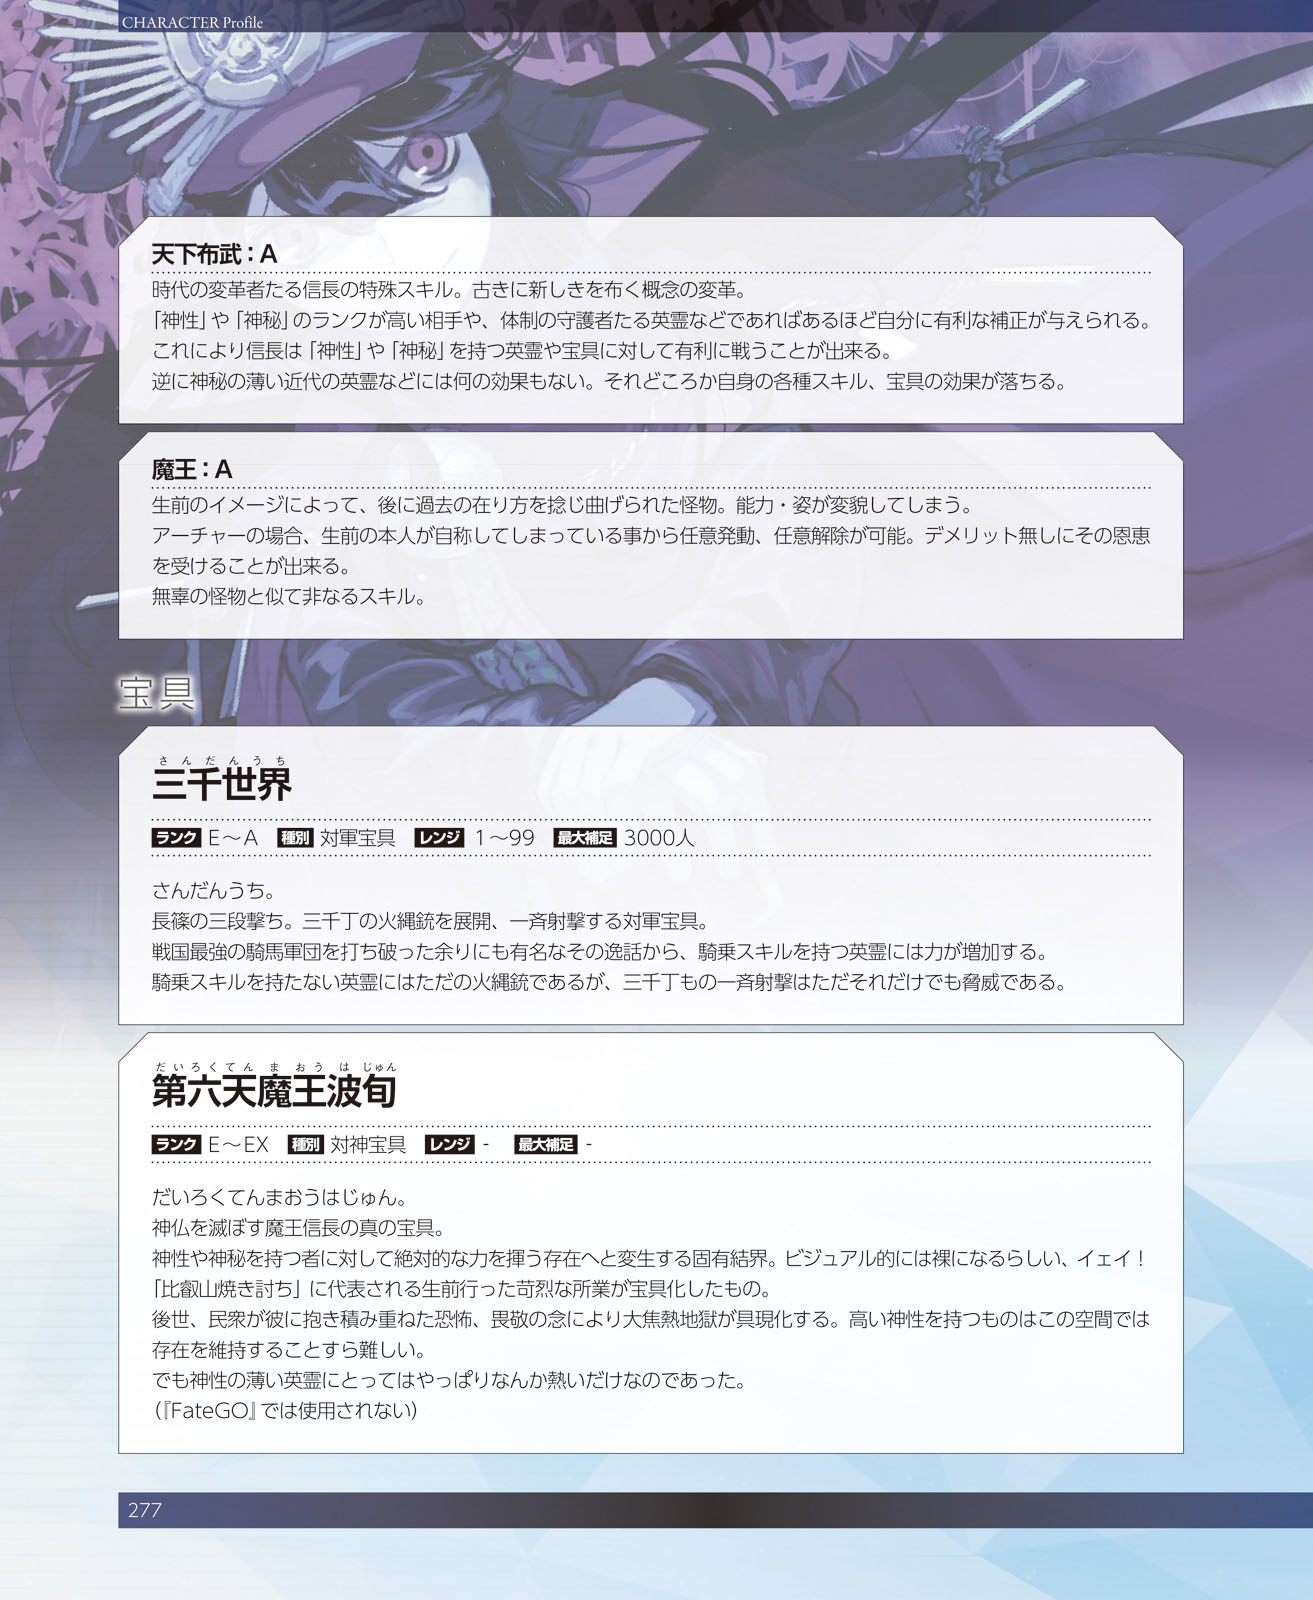 CHARACTER Profile
天下布武：A
時代の変革者たる信長の特殊スキル。古きに新しきを布く概念の変革。
「神性」や「神秘」のランクが高い相手や、体制の守護者たる英霊などであればあるほど自分に有利な補正が与えられる。
これにより信長は「神性」や「神秘」を持つ英霊や宝具に対して有利に戦うことが出来る。
逆に神秘の薄い近代の英霊などには何の効果もない。それどころか自身の各種スキル、宝具の効果が落ちる。
魔王：A
生前のイメージによって、後に過去の在り方を捻じ曲げられた怪物。能力・姿が変貌してしまう。
アーチャーの場合、生前の本人が自称してしまっている事から任意発動、任意解除が可能。デメリット無しにその恩恵
を受けることが出来る。
無辜の怪物と似て非なるスキル。
宝具
さんだんうち
三千世界
ランク E～A 種別 対軍宝具 レンジ 1～99 最大補足 3000人
さんだんうち。
長篠の三段撃ち。三千丁の火縄銃を展開、一斉射撃する対軍宝具。
戦国最強の騎馬軍団を打ち破った余りにも有名なその逸話から、騎乗スキルを持つ英霊には力が増加する。
騎乗スキルを持たない英霊にはただの火縄銃であるが、三千丁もの一斉射撃はただそれだけでも脅威である。
だいろくてんまおうはじゅん
第六天魔王波旬
ランク E～EX 種別 対神宝具 レンジ - 最大補足 -
だいろくてんまおうはじゅん。
神仏を滅ぼす魔王信長の真の宝具。
神性や神秘を持つ者に対して絶対的な力を揮う存在へと変生する固有結界。ビジュアル的には裸になるらしい、イェイ！
「比叡山焼き討ち」に代表される生前行った苛烈な所業が宝具化したもの。
後世、民衆が彼に抱き積み重ねた恐怖、畏敬の念により大焦熱地獄が具現化する。高い神性を持つものはこの空間では
存在を維持することすら難しい。
でも神性の薄い英霊にとってはやっぱりなんか熱いだけなのであった。
（『FateGO』では使用されない）
277